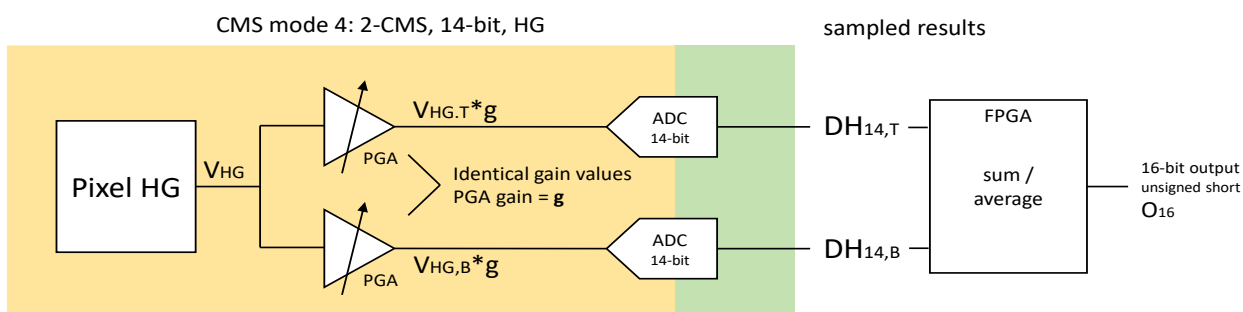 CMS mode 4: 2-CMS, 14-bit, HG
sampled results
Pixel HG
VHG
VHG.T*g
PGA
Identical gain values
PGA gain = g
PGA
VHG,B*g
ADC
14-bit
ADC
14-bit
DH14,T
DH14,B
FPGA
sum /
average
16-bit output
unsigned short
O16